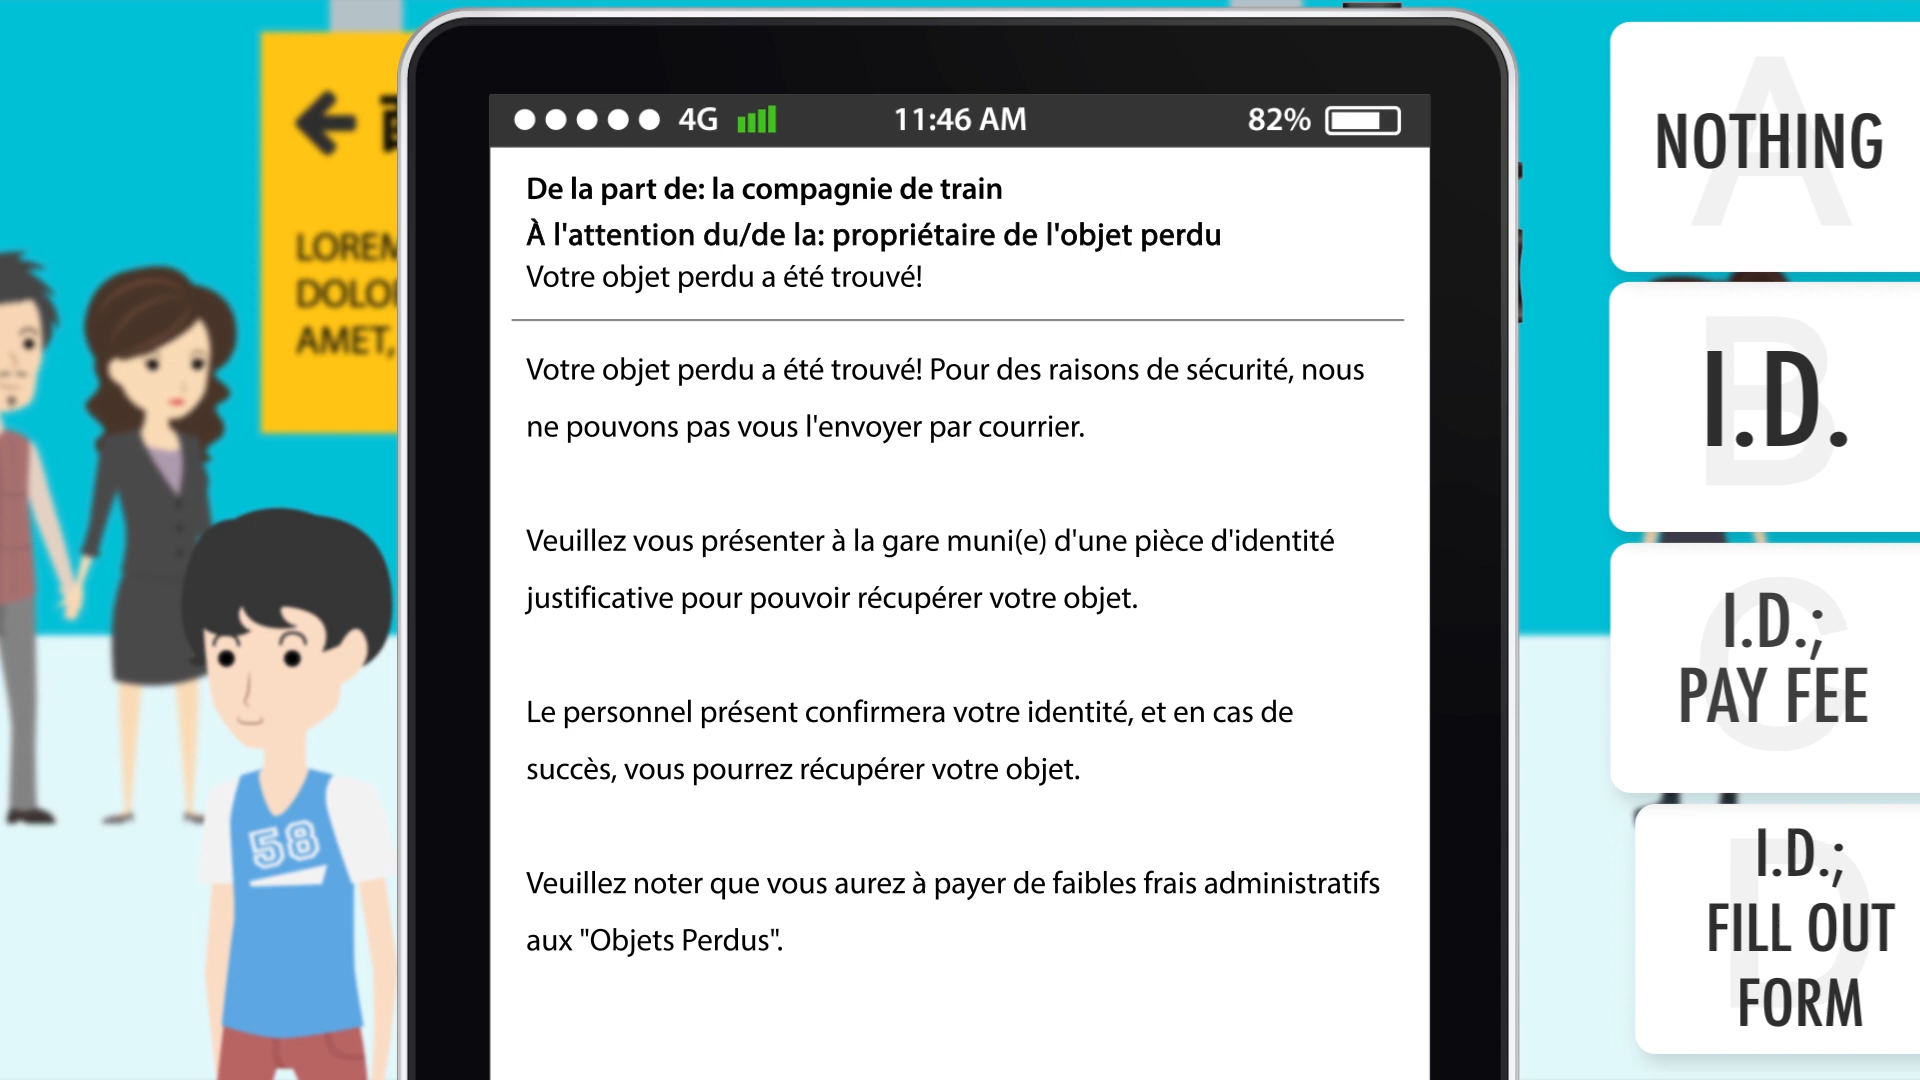 LOREM
DOLO
AMET,
58
4G
11:46 AM
82%
De la part de: la compagnie de train
À l'attention du/de la: propriétaire de l'objet perdu
Votre objet perdu a été trouvé!
Votre objet perdu a été trouvé! Pour des raisons de sécurité, nous
ne pouvons pas vous l'envoyer par courrier.
Veuillez vous présenter à la gare muni(e) d'une pièce d'identité
justificative pour pouvoir récupérer votre objet.
Le personnel présent confirmera votre identité, et en cas de
succès, vous pourrez récupérer votre objet.
Veuillez noter que vous aurez à payer de faibles frais administratifs
aux "Objets Perdus".
A
NOTHING
B
I.D.
C
I.D.;
PAY FEE
D
I.D.;
FILL OUT
FORM